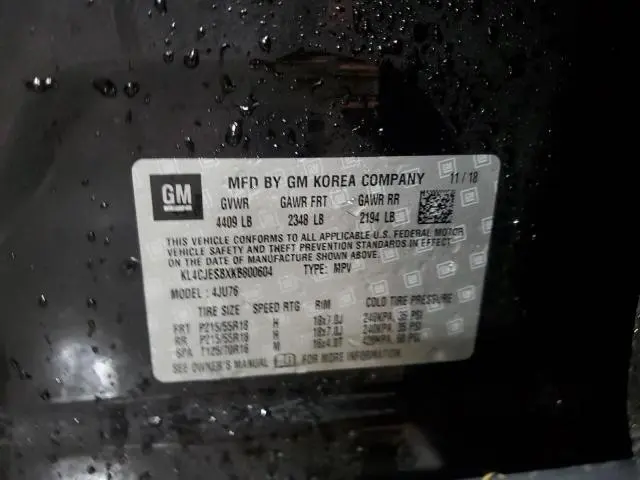 GM
MFD BY GM KOREA COMPANY 11/18
GVWR GAWR FRT GAWR RR
4409 LB 2348 LB 2194 LB
THIS VEHICLE CONFORMS TO ALL APPLICABLE U.S. FEDERAL MOTOR
VEHICLE SAFETY AND THEFT PREVENTION STANDARDS IN EFFECT
ON THE DATE OF MANUFACTURE SHOWN ABOVE.
KL4CJESBXKB800604 TYPE: MPV
MODEL: 4JU76
TIRE SIZE SPEED RTG RIM COLD TIRE PRESSURE
FRT P215/55R18 H 18x7.0J 240KPA, 35 PSI
RR P215/55R18 H 18x7.0J 240KPA, 35 PSI
SPA T125/70R16 M 16x4.0T 420KPA, 60 PSI
SEE OWNER'S MANUAL FOR MORE INFORMATION